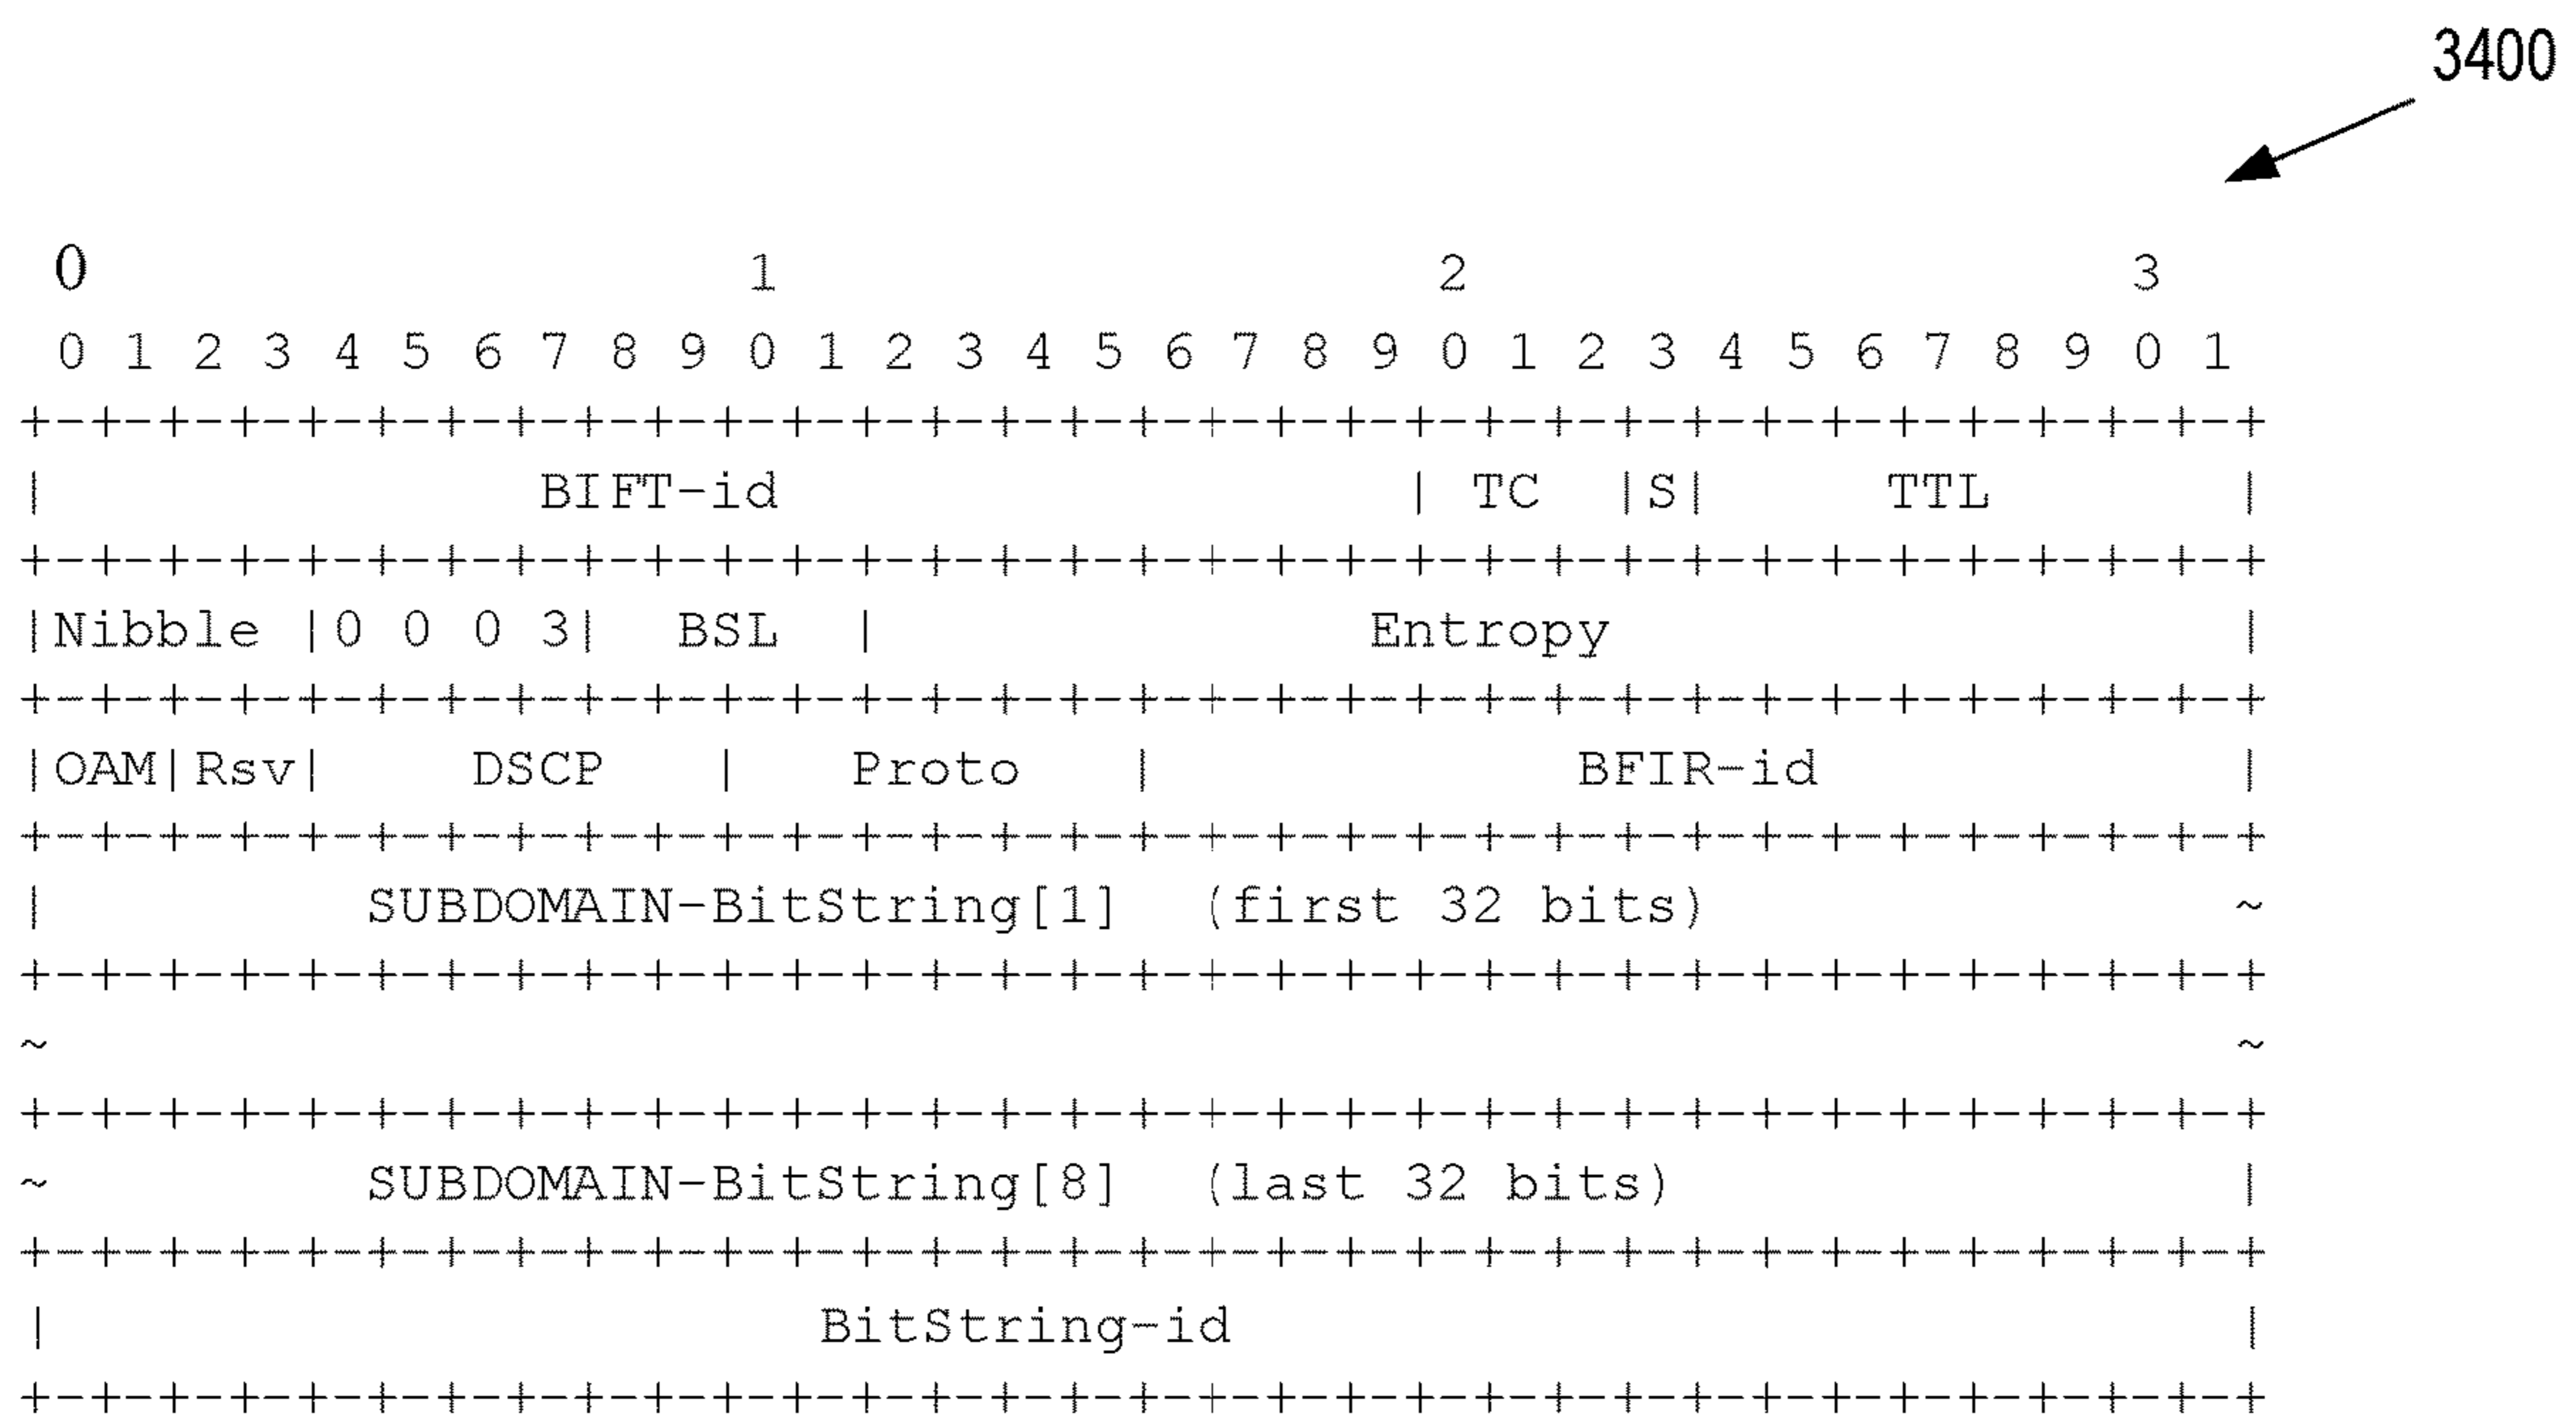 3400
0                   1                   2                   3
0 1 2 3 4 5 6 7 8 9 0 1 2 3 4 5 6 7 8 9 0 1 2 3 4 5 6 7 8 9 0 1
+-+-+-+-+-+-+-+-+-+-+-+-+-+-+-+-+-+-+-+-+-+-+-+-+-+-+-+-+-+-+-+-+
|              BIFT-id                  | TC  |S|     TTL       |
+-+-+-+-+-+-+-+-+-+-+-+-+-+-+-+-+-+-+-+-+-+-+-+-+-+-+-+-+-+-+-+-+
|Nibble |0 0 0 3|  BSL  |              Entropy                  |
+-+-+-+-+-+-+-+-+-+-+-+-+-+-+-+-+-+-+-+-+-+-+-+-+-+-+-+-+-+-+-+-+
|OAM|Rsv|    DSCP   |   Proto   |            BFIR-id            |
+-+-+-+-+-+-+-+-+-+-+-+-+-+-+-+-+-+-+-+-+-+-+-+-+-+-+-+-+-+-+-+-+
|         SUBDOMAIN-BitString[1]  (first 32 bits)               ~
+-+-+-+-+-+-+-+-+-+-+-+-+-+-+-+-+-+-+-+-+-+-+-+-+-+-+-+-+-+-+-+-+
~                                                               ~
+-+-+-+-+-+-+-+-+-+-+-+-+-+-+-+-+-+-+-+-+-+-+-+-+-+-+-+-+-+-+-+-+
~         SUBDOMAIN-BitString[8]  (last 32 bits)                |
+-+-+-+-+-+-+-+-+-+-+-+-+-+-+-+-+-+-+-+-+-+-+-+-+-+-+-+-+-+-+-+-+
|                      BitString-id                             |
+-+-+-+-+-+-+-+-+-+-+-+-+-+-+-+-+-+-+-+-+-+-+-+-+-+-+-+-+-+-+-+-+